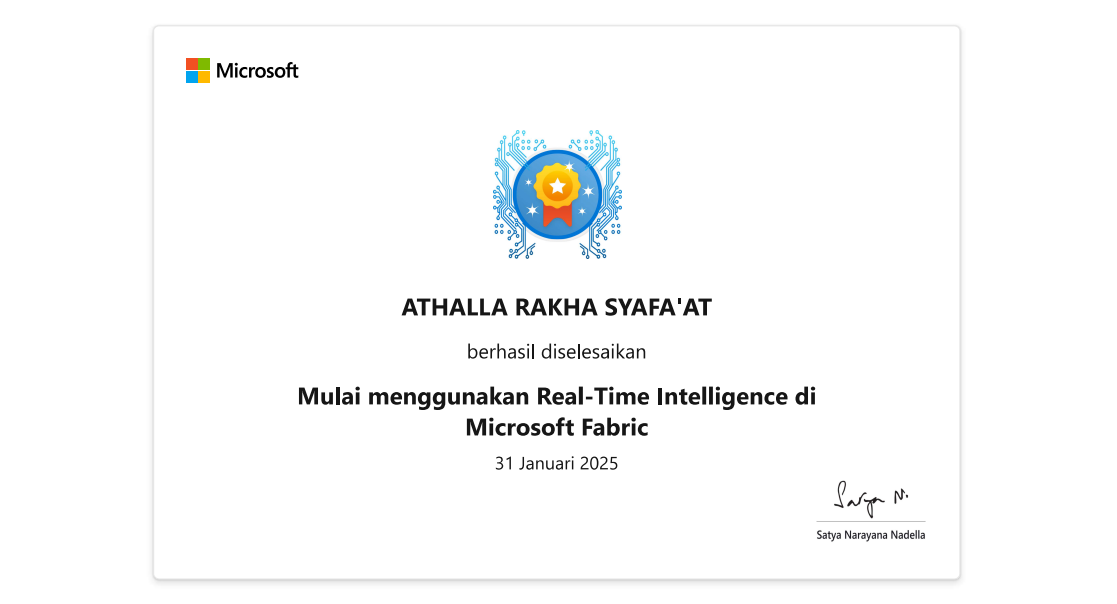 Microsoft
ATHALLA RAKHA SYAFA'AT
berhasil diselesaikan
Mulai menggunakan Real-Time Intelligence di
Microsoft Fabric
31 Januari 2025
Satya N.
Satya Narayana Nadella